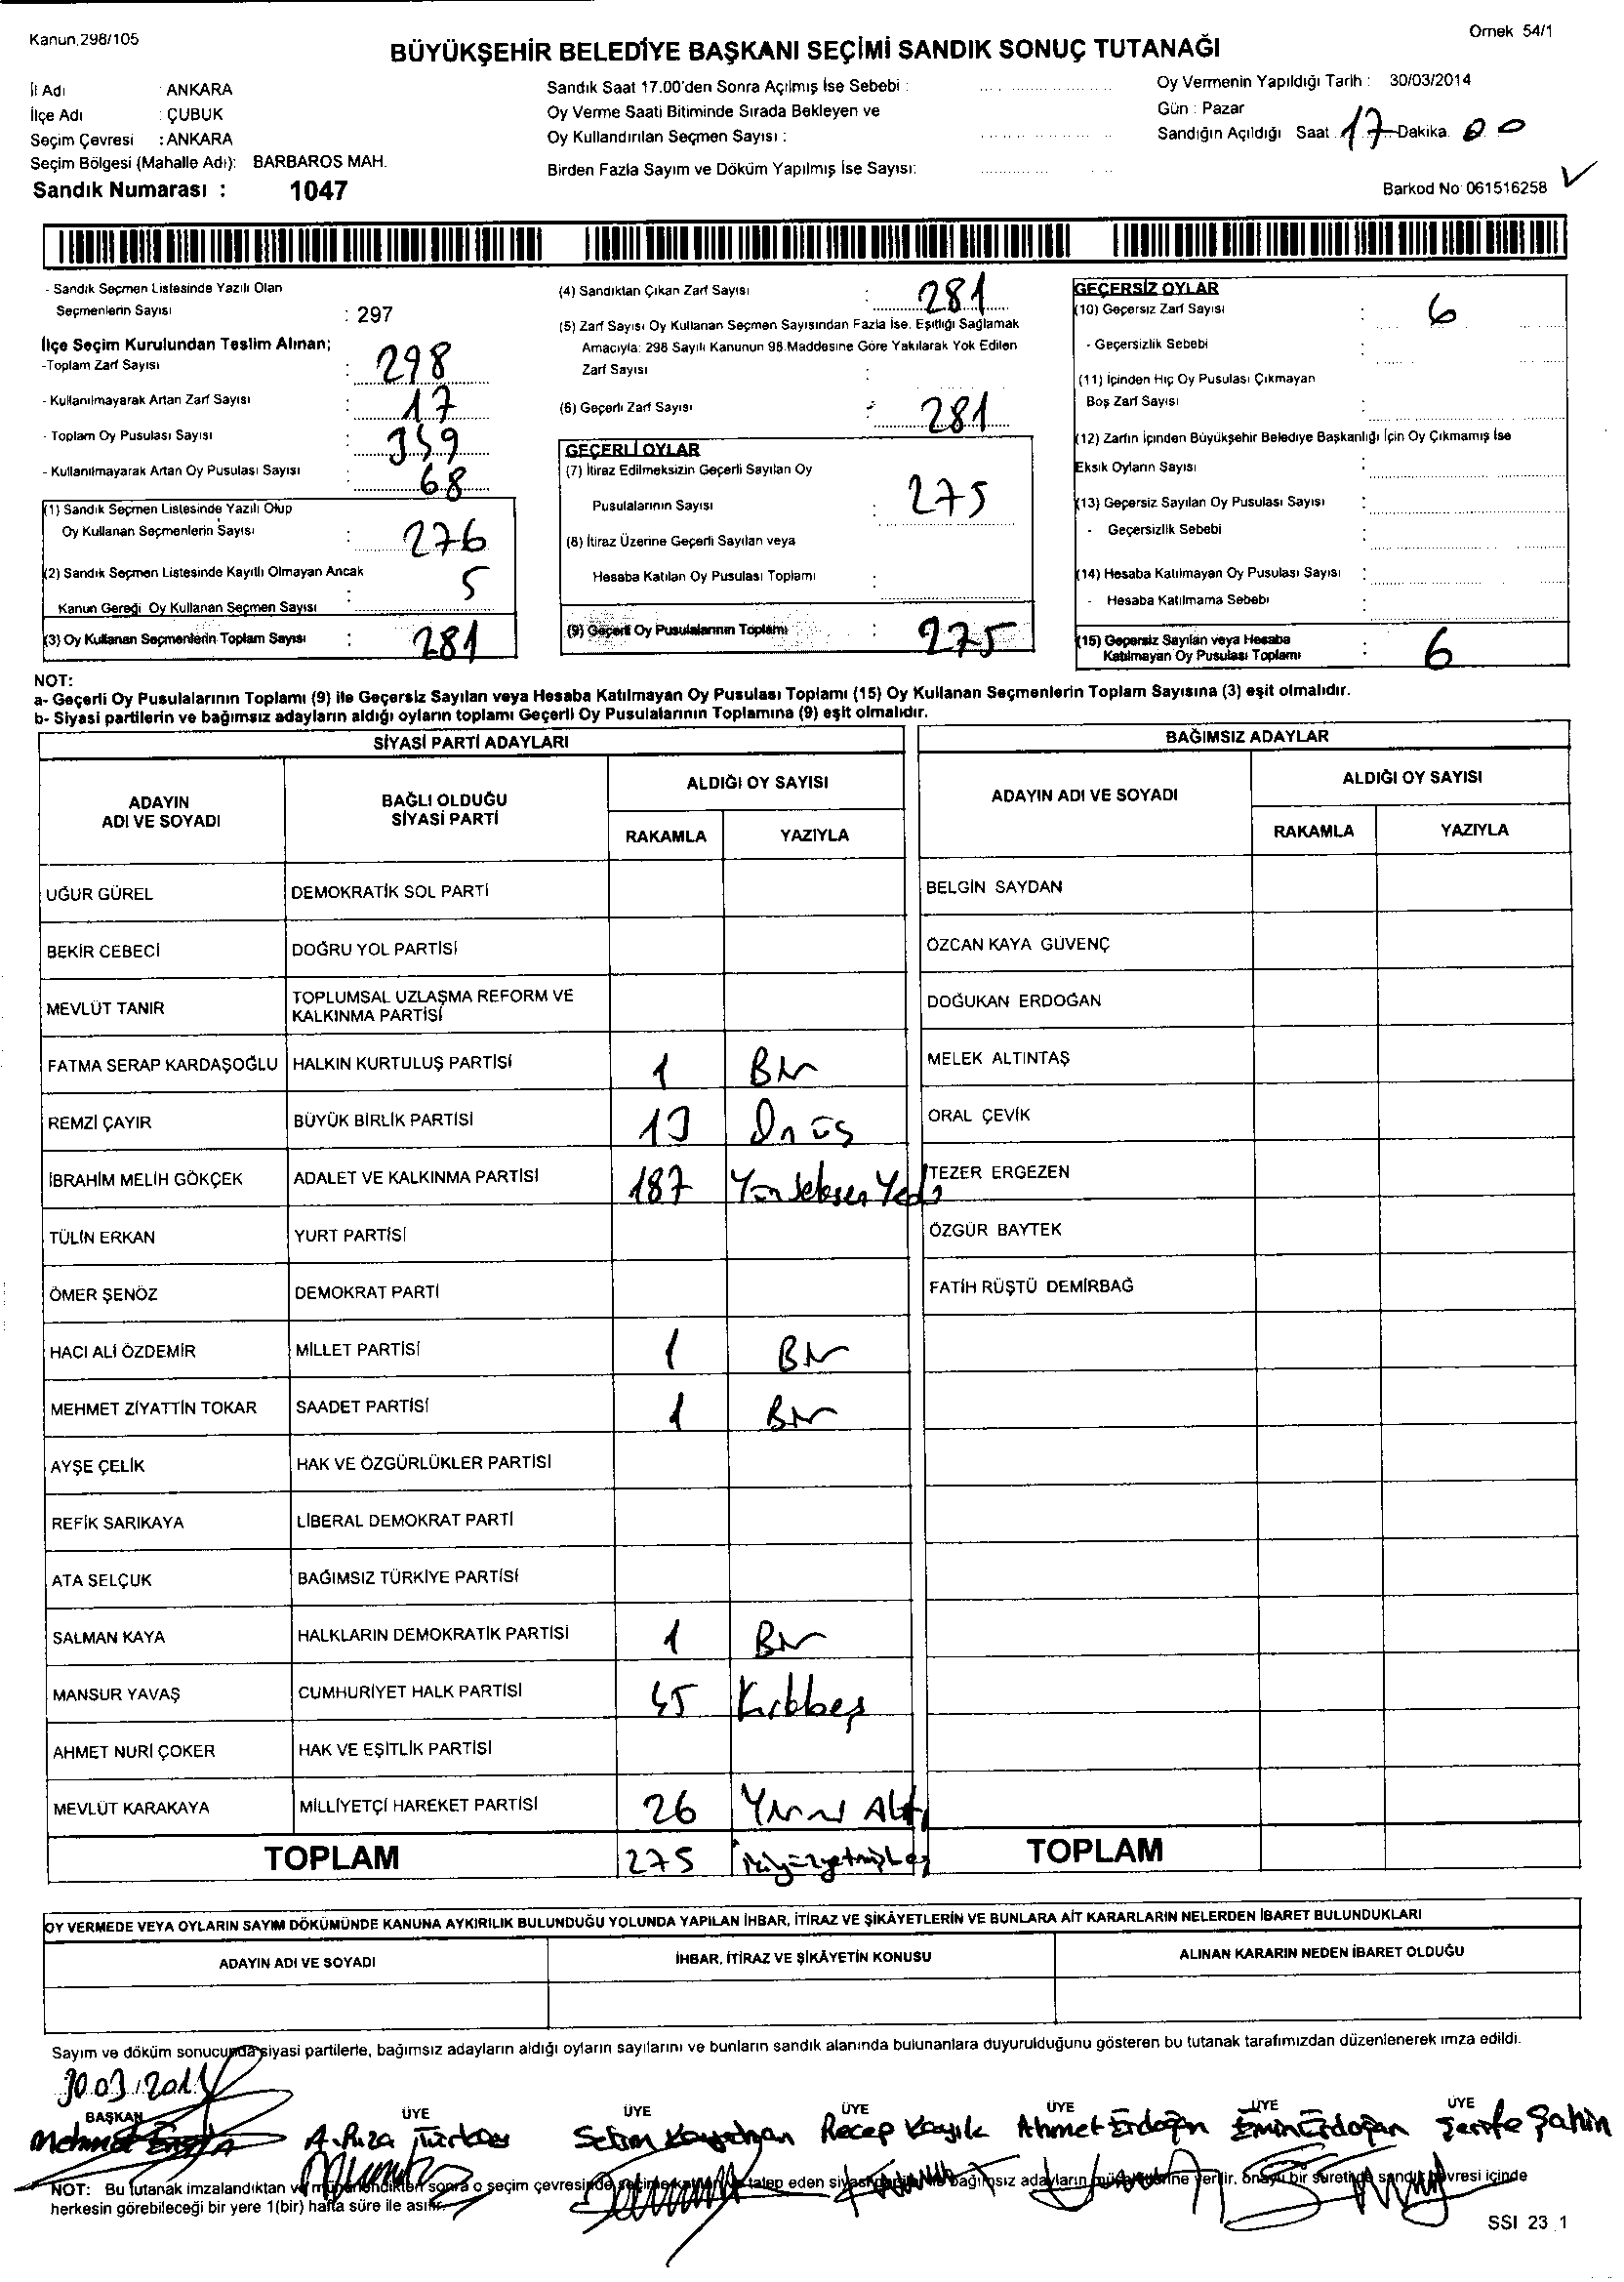 Kanun, 298/105
Örnek 54/1
BÜYÜKŞEHİR BELEDİYE BAŞKANI SEÇİMİ SANDIK SONUÇ TUTANAĞI
İl Adı : ANKARA
İlçe Adı : ÇUBUK
Seçim Çevresi : ANKARA
Seçim Bölgesi (Mahalle Adı): BARBAROS MAH.
Sandık Numarası : 1047
Sandık Saat 17.00'den Sonra Açılmış İse Sebebi :
Oy Verme Saati Bitiminde Sırada Bekleyen ve
Oy Kullandırılan Seçmen Sayısı :
Birden Fazla Sayım ve Döküm Yapılmış İse Sayısı:
Oy Vermenin Yapıldığı Tarih : 30/03/2014
Gün : Pazar
Sandığın Açıldığı Saat 17 Dakika 00
Barkod No 061516258
- Sandık Seçmen Listesinde Yazılı Olan
Seçmenlerin Sayısı : 297
İlçe Seçim Kurulundan Teslim Alınan;
-Toplam Zarf Sayısı : 298
- Kullanılmayarak Artan Zarf Sayısı : 17
- Toplam Oy Pusulası Sayısı : 359
- Kullanılmayarak Artan Oy Pusulası Sayısı : 68
(1) Sandık Seçmen Listesinde Yazılı Olup
Oy Kullanan Seçmenlerin Sayısı : 276
(2) Sandık Seçmen Listesinde Kayıtlı Olmayan Ancak
Kanun Gereği Oy Kullanan Seçmen Sayısı : 5
(3) Oy Kullanan Seçmenlerin Toplam Sayısı : 281
(4) Sandıktan Çıkan Zarf Sayısı : 281
(5) Zarf Sayısı Oy Kullanan Seçmen Sayısından Fazla İse, Eşitliği Sağlamak
Amacıyla: 298 Sayılı Kanunun 98.Maddesine Göre Yakılarak Yok Edilen
Zarf Sayısı :
(6) Geçerli Zarf Sayısı : 281
GEÇERLİ OYLAR
(7) İtiraz Edilmeksizin Geçerli Sayılan Oy
Pusulalarının Sayısı : 275
(8) İtiraz Üzerine Geçerli Sayılan veya
Hesaba Katılan Oy Pusulası Toplamı :
(9) Geçerli Oy Pusulalarının Toplamı : 275
GEÇERSİZ OYLAR
(10) Geçersiz Zarf Sayısı : 6
- Geçersizlik Sebebi :
(11) İçinden Hiç Oy Pusulası Çıkmayan
Boş Zarf Sayısı :
(12) Zarfın İçinden Büyükşehir Belediye Başkanlığı İçin Oy Çıkmamış İse
Eksik Oyların Sayısı :
(13) Geçersiz Sayılan Oy Pusulası Sayısı :
- Geçersizlik Sebebi :
(14) Hesaba Katılmayan Oy Pusulası Sayısı :
- Hesaba Katılmama Sebebi :
(15) Geçersiz Sayılan veya Hesaba
Katılmayan Oy Pusulası Toplamı : 6
NOT:
a- Geçerli Oy Pusulalarının Toplamı (9) ile Geçersiz Sayılan veya Hesaba Katılmayan Oy Pusulası Toplamı (15) Oy Kullanan Seçmenlerin Toplam Sayısına (3) eşit olmalıdır.
b- Siyasi partilerin ve bağımsız adayların aldığı oyların toplamı Geçerli Oy Pusulalarının Toplamına (9) eşit olmalıdır.
SİYASİ PARTİ ADAYLARI
ADAYIN
ADI VE SOYADI
BAĞLI OLDUĞU
SİYASİ PARTİ
ALDIĞI OY SAYISI
RAKAMLA YAZIYLA
UĞUR GÜREL DEMOKRATİK SOL PARTİ
BEKİR CEBECİ DOĞRU YOL PARTİSİ
MEVLÜT TANIR TOPLUMSAL UZLAŞMA REFORM VE
KALKINMA PARTİSİ
FATMA SERAP KARDAŞOĞLU HALKIN KURTULUŞ PARTİSİ 1 Bir
REMZİ ÇAYIR BÜYÜK BİRLİK PARTİSİ 13 Onüç
İBRAHİM MELİH GÖKÇEK ADALET VE KALKINMA PARTİSİ 187 Yüzseksen Yedi
TÜLİN ERKAN YURT PARTİSİ
ÖMER ŞENÖZ DEMOKRAT PARTİ
HACI ALİ ÖZDEMİR MİLLET PARTİSİ 1 Bir
MEHMET ZİYATTİN TOKAR SAADET PARTİSİ 1 Bir
AYŞE ÇELİK HAK VE ÖZGÜRLÜKLER PARTİSİ
REFİK SARIKAYA LİBERAL DEMOKRAT PARTİ
ATA SELÇUK BAĞIMSIZ TÜRKİYE PARTİSİ
SALMAN KAYA HALKLARIN DEMOKRATİK PARTİSİ 1 Bir
MANSUR YAVAŞ CUMHURİYET HALK PARTİSİ 45 Kırkbeş
AHMET NURİ ÇOKER HAK VE EŞİTLİK PARTİSİ
MEVLÜT KARAKAYA MİLLİYETÇİ HAREKET PARTİSİ 26 Yirmi Altı
TOPLAM 275 ikiyüzyetmişbeş
BAĞIMSIZ ADAYLAR
ADAYIN ADI VE SOYADI
ALDIĞI OY SAYISI
RAKAMLA YAZIYLA
BELGİN SAYDAN
ÖZCAN KAYA GÜVENÇ
DOĞUKAN ERDOĞAN
MELEK ALTINTAŞ
ORAL ÇEVİK
TEZER ERGEZEN
ÖZGÜR BAYTEK
FATİH RÜŞTÜ DEMİRBAĞ
TOPLAM
OY VERMEDE VEYA OYLARIN SAYIM DÖKÜMÜNDE KANUNA AYKIRILIK BULUNDUĞU YOLUNDA YAPILAN İHBAR, İTİRAZ VE ŞİKÂYETLERİN VE BUNLARA AİT KARARLARIN NELERDEN İBARET BULUNDUKLARI
ADAYIN ADI VE SOYADI
İHBAR, İTİRAZ VE ŞİKÂYETİN KONUSU
ALINAN KARARIN NEDEN İBARET OLDUĞU
Sayım ve döküm sonucunda siyasi partilerle, bağımsız adayların aldığı oyların sayılarını ve bunların sandık alanında bulunanlara duyurulduğunu gösteren bu tutanak tarafımızdan düzenlenerek imza edildi.
30.03.2014
BAŞKAN ÜYE ÜYE ÜYE ÜYE ÜYE ÜYE
Mehmet A.Rıza Selim Recep Kayık Ahmet Erdoğan Emin Erdoğan Şerife Şahin
NOT: Bu tutanak imzalandıktan ve mühürlendikten sonra o seçim çevresinde talep eden bağımsız adayların müşahitlerine verilir. Onaylı bir suretinde sandık çevresi içinde
herkesin görebileceği bir yere 1(bir) hafta süre ile asılır.
SSI 23 1